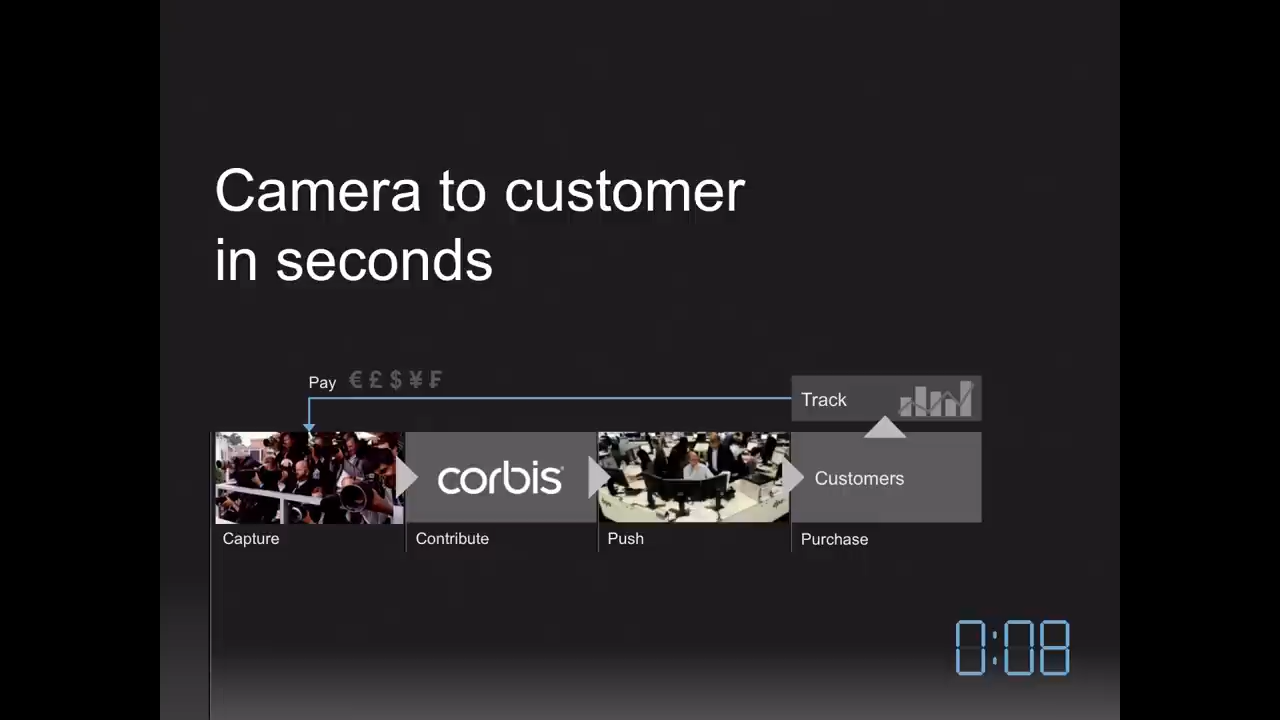 Camera to customer
in seconds
Pay € £ $ ¥ ₣
Track
corbis
Customers
Capture
Contribute
Push
Purchase
0:08